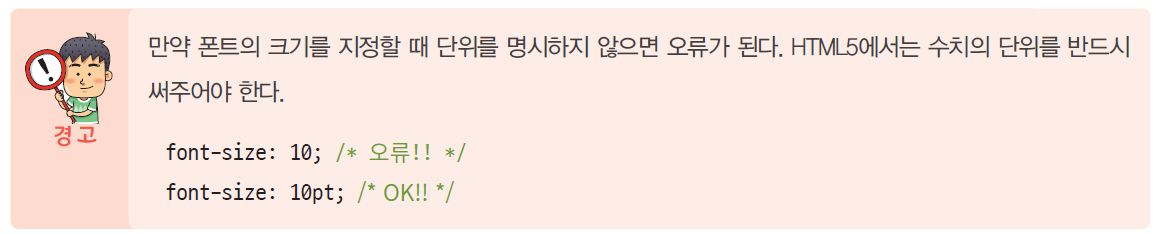 만약 폰트의 크기를 지정할 때 단위를 명시하지 않으면 오류가 된다. HTML5에서는 수치의 단위를 반드시
써주어야 한다.
!
경고
font-size: 10; /* 오류!! */
font-size: 10pt; /* OK!! */